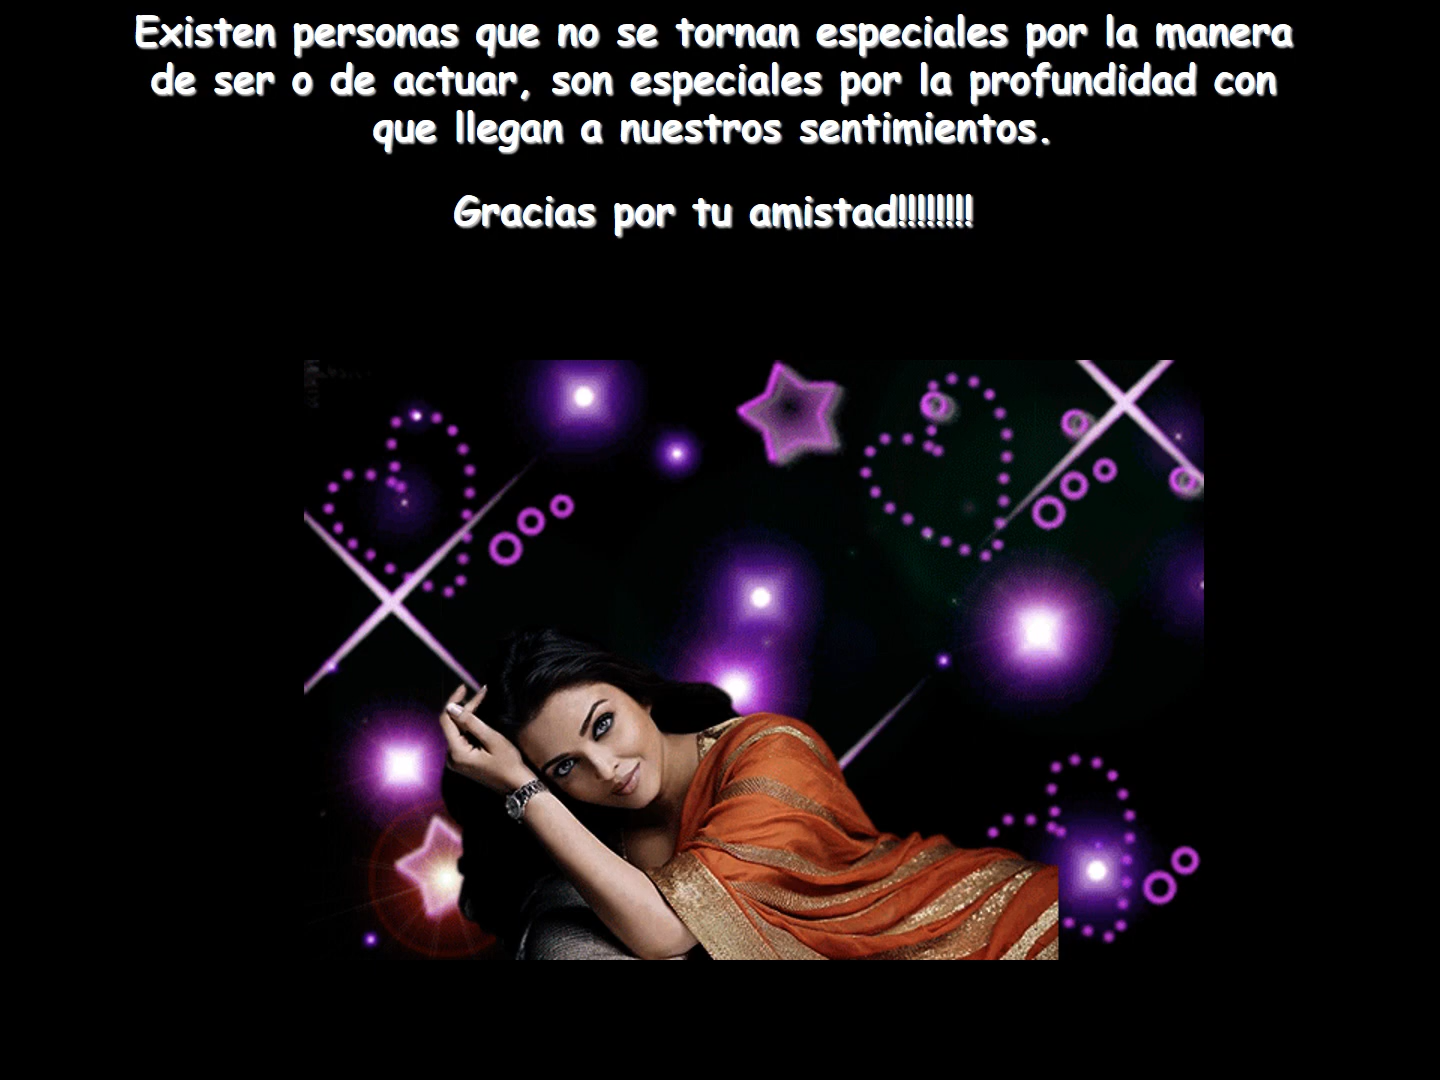 Existen personas que no se tornan especiales por la manera
de ser o de actuar, son especiales por la profundidad con
que llegan a nuestros sentimientos.
Gracias por tu amistad!!!!!!!!